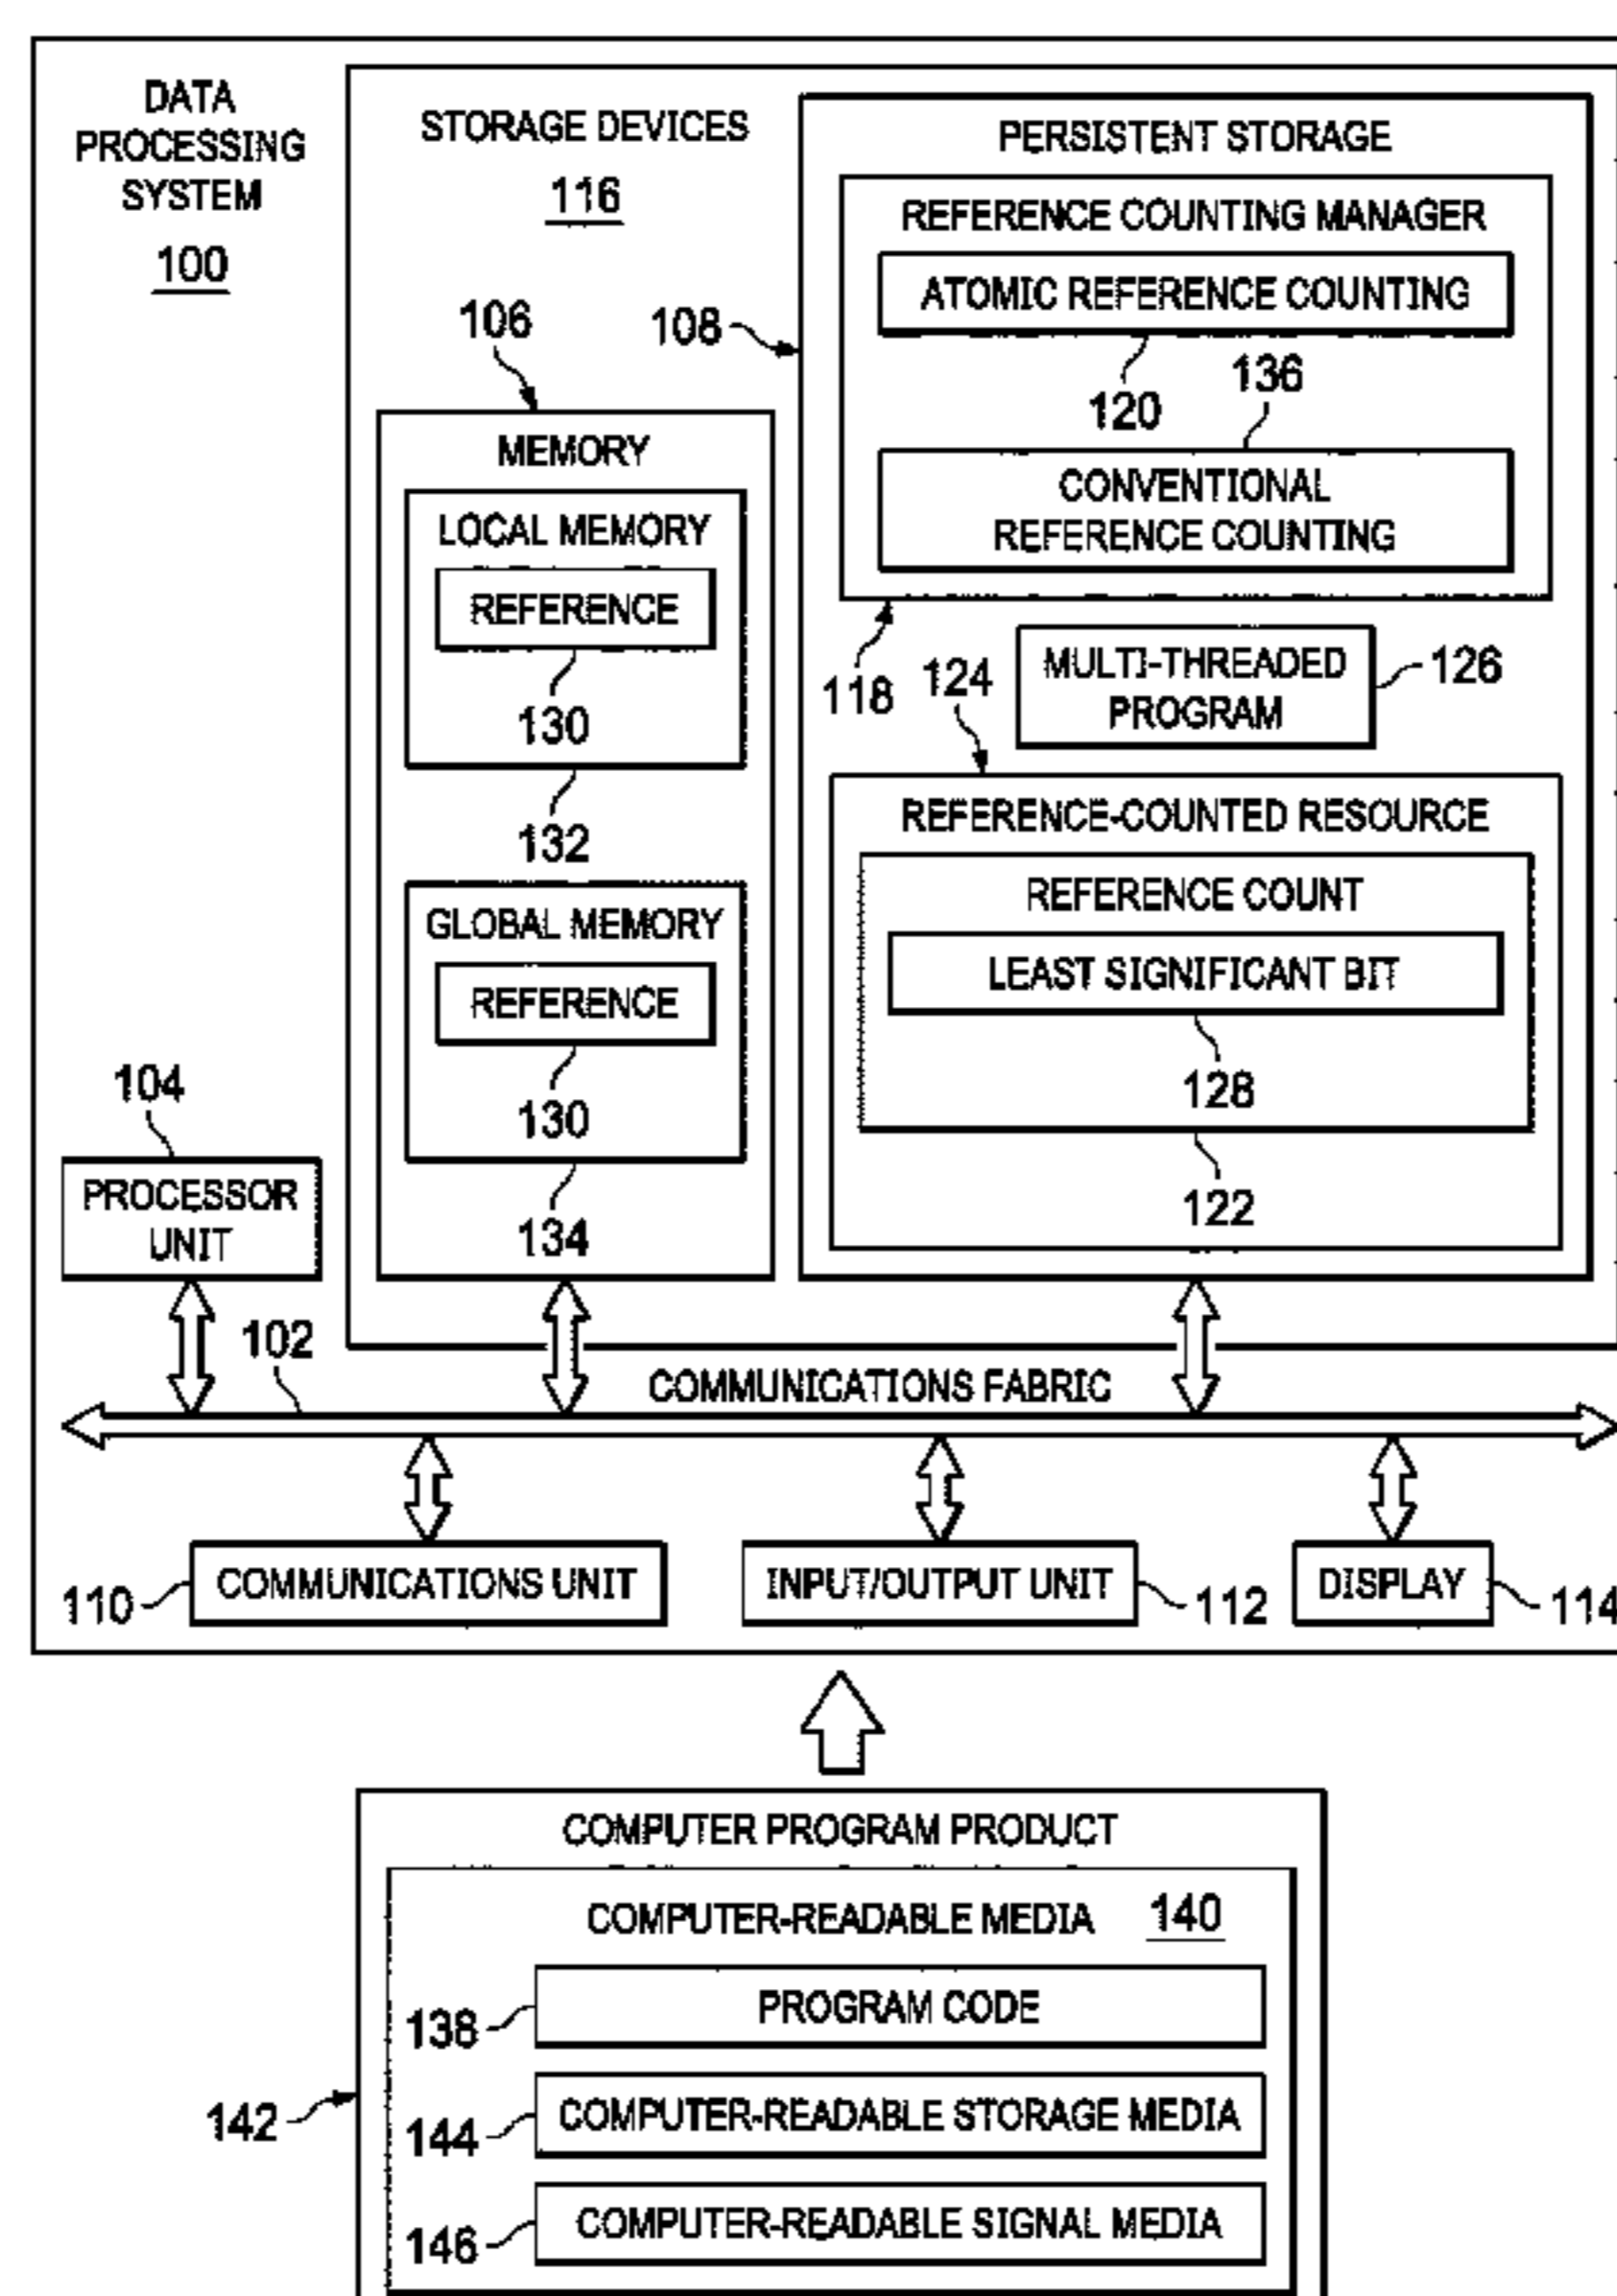 DATA
PROCESSING
SYSTEM
100
STORAGE DEVICES
116
PERSISTENT STORAGE
REFERENCE COUNTING MANAGER
ATOMIC REFERENCE COUNTING
106
108
120
136
MEMORY
CONVENTIONAL
REFERENCE COUNTING
LOCAL MEMORY
REFERENCE
130
132
118
124
MULTI-THREADED
PROGRAM
126
REFERENCE-COUNTED RESOURCE
REFERENCE COUNT
LEAST SIGNIFICANT BIT
128
122
GLOBAL MEMORY
REFERENCE
130
134
104
PROCESSOR
UNIT
102
COMMUNICATIONS FABRIC
110
COMMUNICATIONS UNIT
INPUT/OUTPUT UNIT
112
DISPLAY
114
COMPUTER PROGRAM PRODUCT
COMPUTER-READABLE MEDIA
140
138
PROGRAM CODE
142
144
COMPUTER-READABLE STORAGE MEDIA
146
COMPUTER-READABLE SIGNAL MEDIA